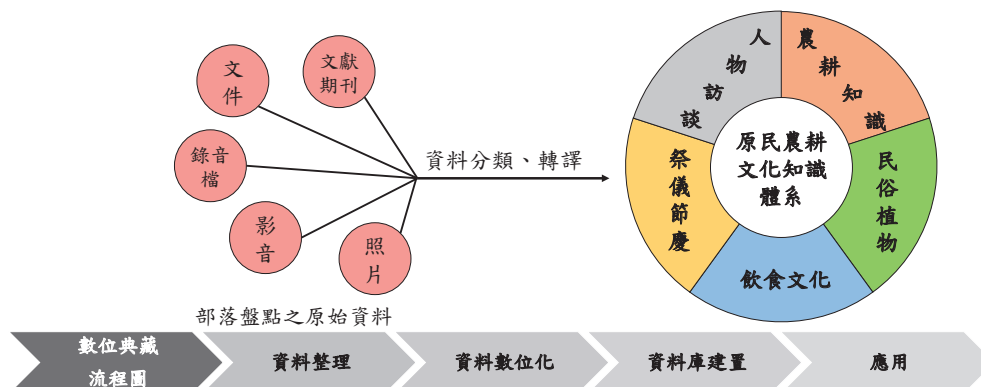 文獻
期刊
文
件
錄音
檔
影
音
照
片
部落盤點之原始資料
資料分類、轉譯
人物訪談
農耕知識
民俗植物
飲食文化
祭儀節慶
原民農耕
文化知識
體系
數位典藏
流程圖
資料整理
資料數位化
資料庫建置
應用